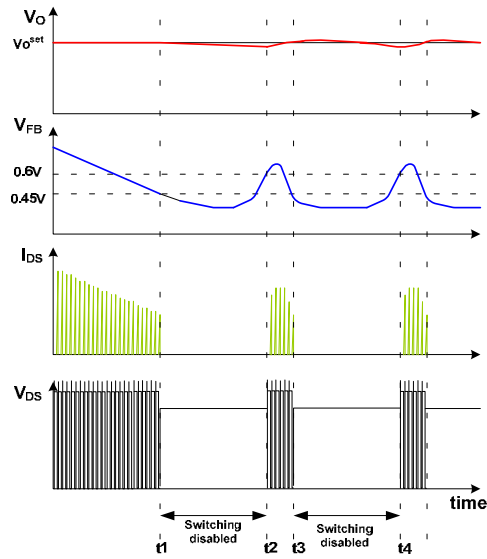 VO
Voset
VFB
0.6V
0.45V
IDS
VDS
time
Switching
disabled
Switching
disabled
t1
t2
t3
t4